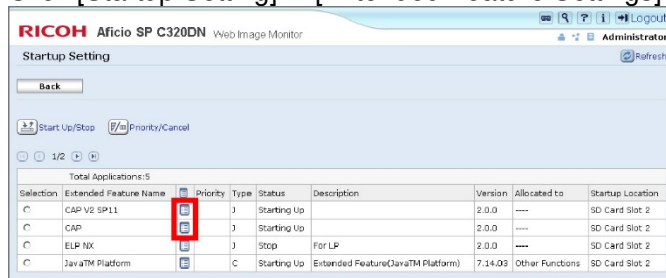 RICOH Aficio SP C320DN Web Image Monitor
Logout
Administrator
Startup Setting
Refresh
Back
Start Up/Stop Priority/Cancel
1/2
Total Applications:5
Selection Extended Feature Name Priority Type Status Description Version Allocated to Startup Location
CAP V2 SP11 J Starting Up 2.0.0 ---- SD Card Slot 2
CAP J Starting Up 2.0.0 ---- SD Card Slot 2
ELP NX J Stop For LP 2.0.0 ---- SD Card Slot 2
JavaTM Platform C Starting Up Extended Feature(JavaTM Platform) 7.14.03 Other Functions SD Card Slot 2